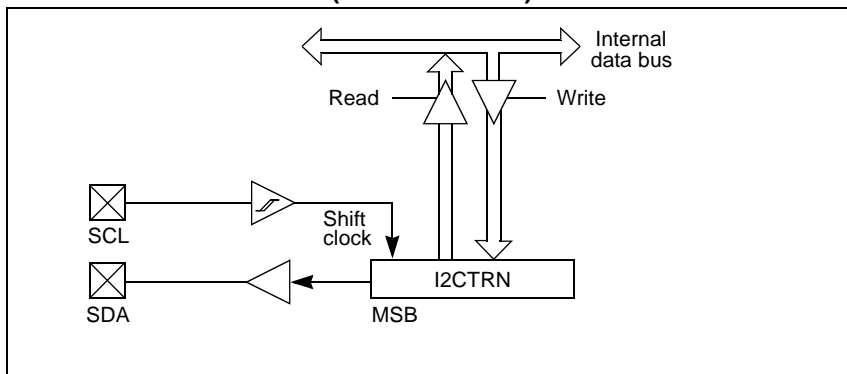 Internal
data bus
Read
Write
SCL
Shift
clock
I2CTRN
SDA
MSB